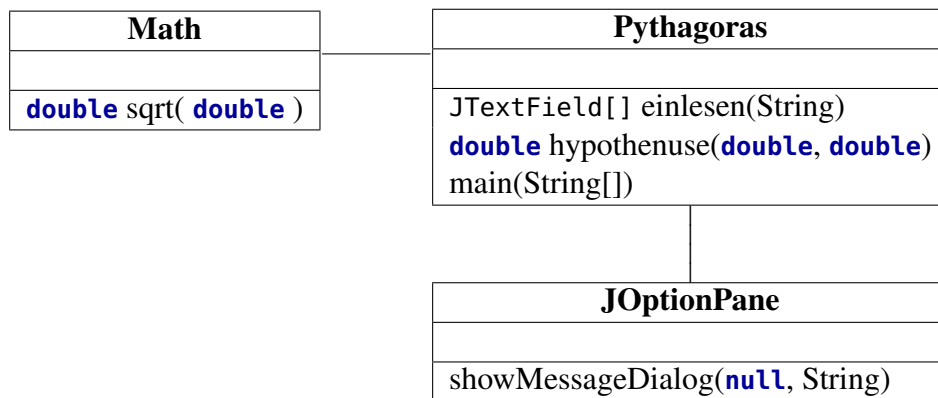 Math
double sqrt( double )
Pythagoras
JTextField[] einlesen(String)
double hypothenuse(double, double)
main(String[])
JOptionPane
showMessageDialog(null, String)